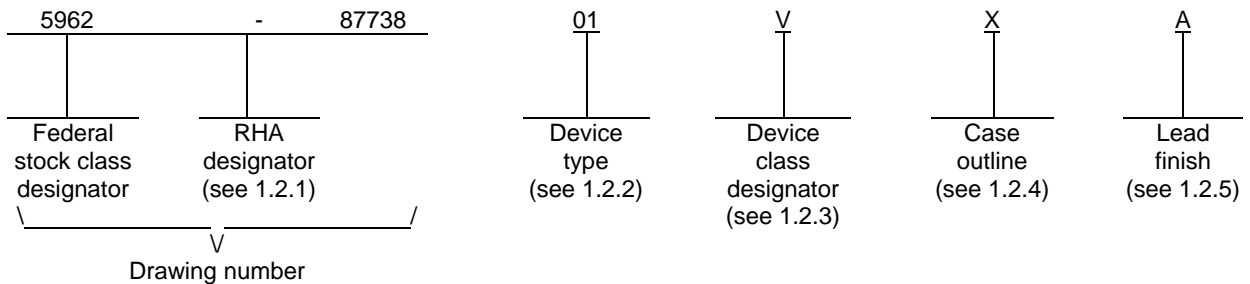 5962 - 87738 01 V X A
Federal stock class designator
RHA designator (see 1.2.1)
Device type (see 1.2.2)
Device class designator (see 1.2.3)
Case outline (see 1.2.4)
Lead finish (see 1.2.5)
Drawing number